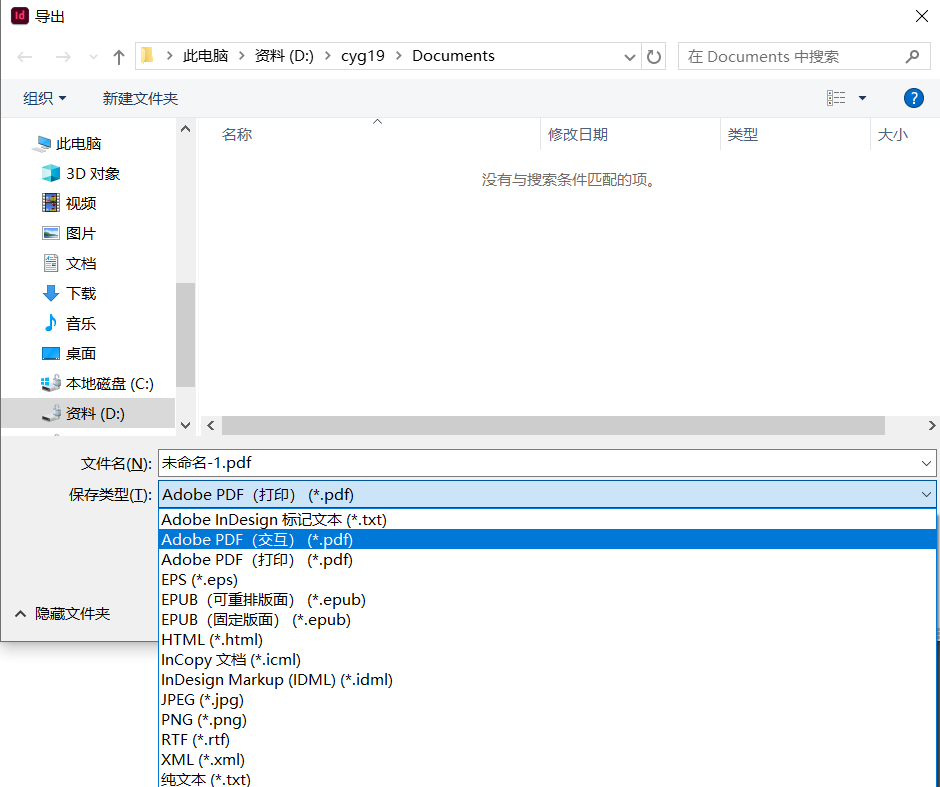 Id 导出
此电脑 资料 (D:) cyg19 Documents
在 Documents 中搜索
组织 新建文件夹 ?
名称 修改日期 类型 大小
没有与搜索条件匹配的项。
此电脑
3D 对象
视频
图片
文档
下载
音乐
桌面
本地磁盘 (C:)
资料 (D:)
文件名(N): 未命名-1.pdf
保存类型(T): Adobe PDF（打印） (*.pdf)
Adobe InDesign 标记文本 (*.txt)
Adobe PDF（交互） (*.pdf)
Adobe PDF（打印） (*.pdf)
EPS (*.eps)
EPUB（可重排版面） (*.epub)
EPUB（固定版面） (*.epub)
HTML (*.html)
InCopy 文档 (*.icml)
InDesign Markup (IDML) (*.idml)
JPEG (*.jpg)
PNG (*.png)
RTF (*.rtf)
XML (*.xml)
纯文本 (*.txt)
隐藏文件夹